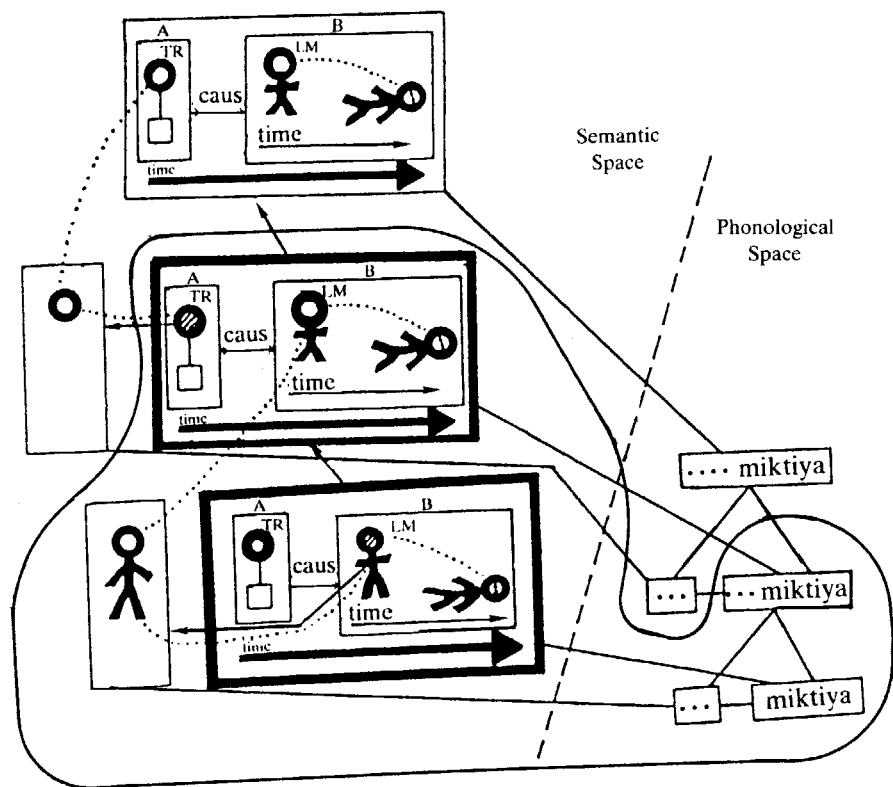 A
B
TR
LM
caus
time
time
Semantic
Space
Phonological
Space
A
B
TR
LM
caus
time
time
.... miktiya
A
B
TR
LM
caus
time
time
...
... miktiya
...
miktiya